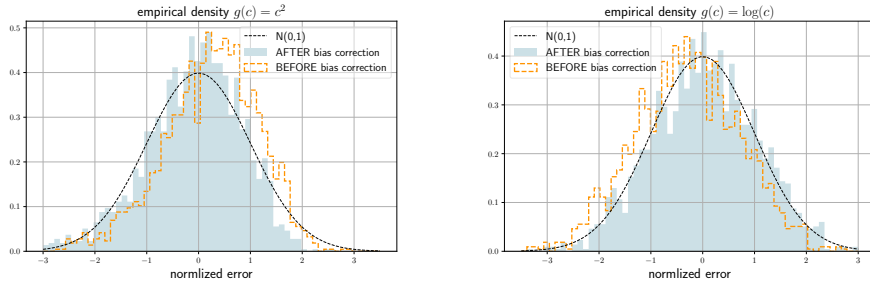 empirical density g(c) = c²
N(0,1)
AFTER bias correction
BEFORE bias correction
0.5
0.4
0.3
0.2
0.1
0.0
−3
−2
−1
0
1
2
3
normlized error
empirical density g(c) = log(c)
N(0,1)
AFTER bias correction
BEFORE bias correction
0.4
0.3
0.2
0.1
0.0
−3
−2
−1
0
1
2
3
normlized error